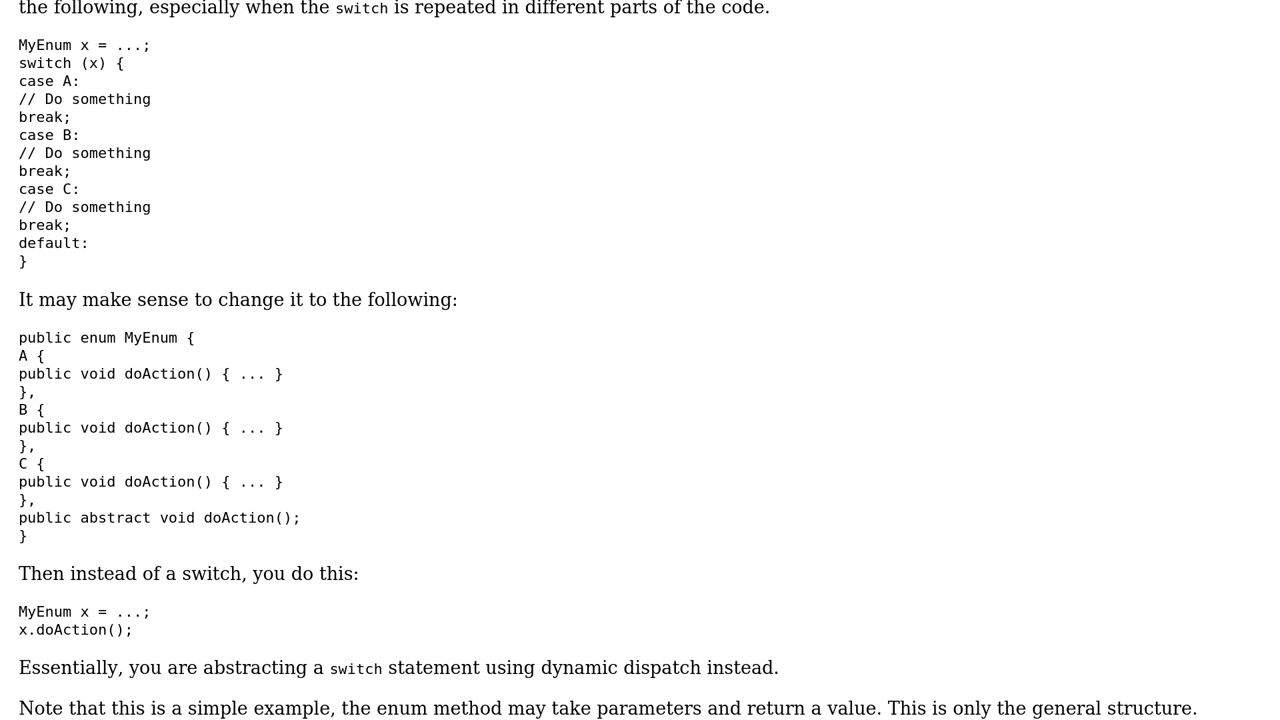 the following, especially when the switch is repeated in different parts of the code.
MyEnum x = ...;
switch (x) {
case A:
// Do something
break;
case B:
// Do something
break;
case C:
// Do something
break;
default:
}
It may make sense to change it to the following:
public enum MyEnum {
A {
public void doAction() { ... }
},
B {
public void doAction() { ... }
},
C {
public void doAction() { ... }
},
public abstract void doAction();
}
Then instead of a switch, you do this:
MyEnum x = ...;
x.doAction();
Essentially, you are abstracting a switch statement using dynamic dispatch instead.
Note that this is a simple example, the enum method may take parameters and return a value. This is only the general structure.